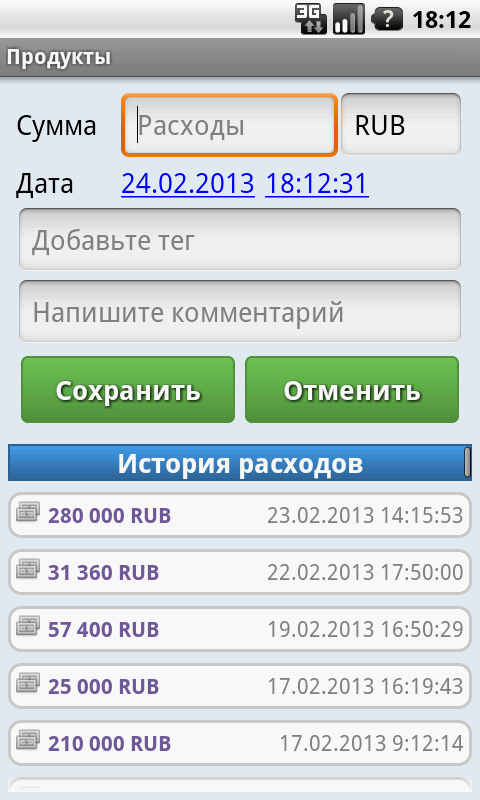 3G ? 18:12
Продукты
Сумма Расходы RUB
Дата 24.02.2013 18:12:31
Добавьте тег
Напишите комментарий
Сохранить Отменить
История расходов
280 000 RUB 23.02.2013 14:15:53
31 360 RUB 22.02.2013 17:50:00
57 400 RUB 19.02.2013 16:50:29
25 000 RUB 17.02.2013 16:19:43
210 000 RUB 17.02.2013 9:12:14